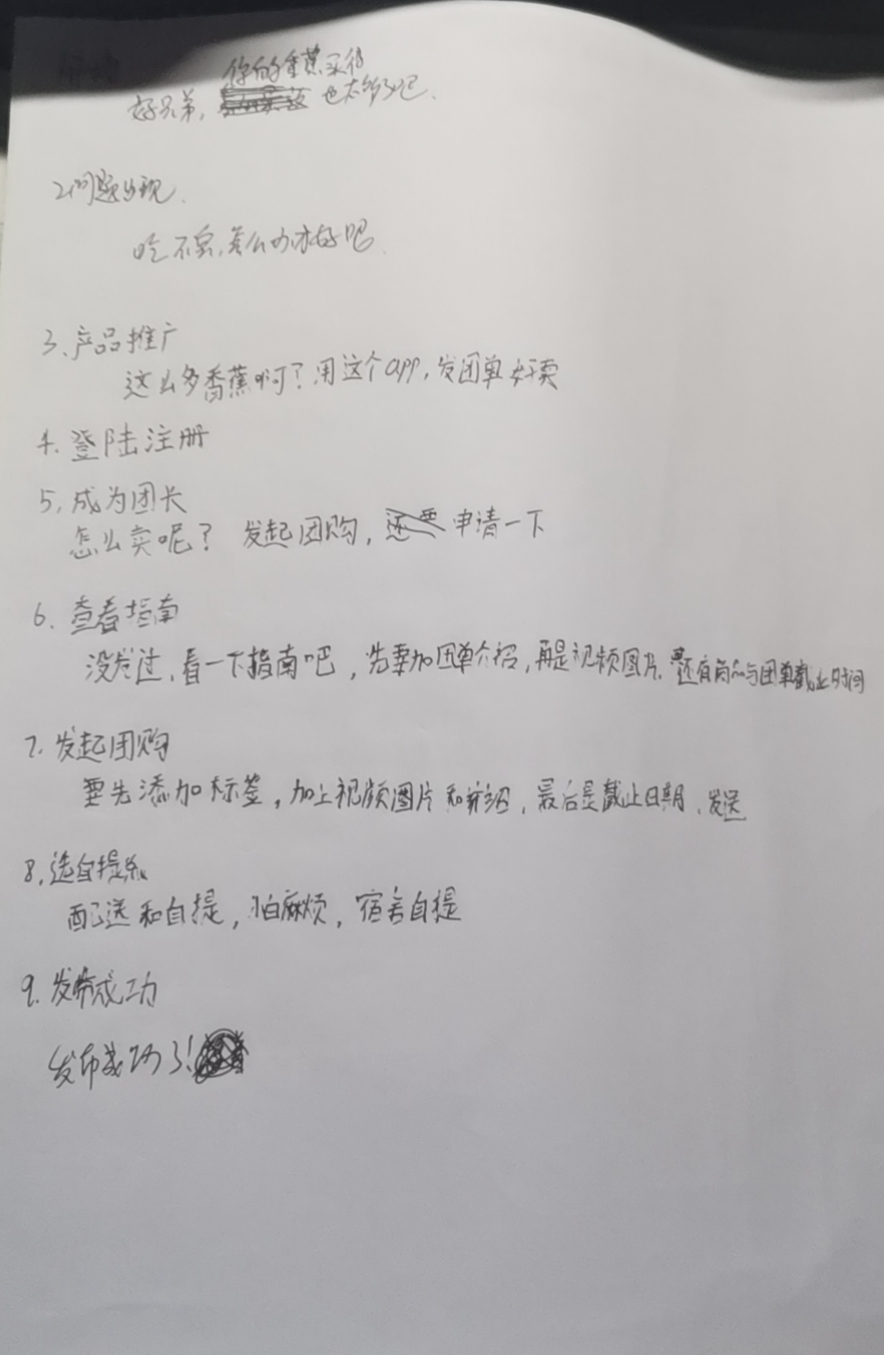 你的香蕉买得
好兄弟, 也太多了吧.
2.问题出现.
吃不完,怎么办才好呢.
3.产品推广
这么多香蕉啊?用这个app,发团单好卖
4.登陆注册
5,成为团长
怎么卖呢? 发起团购,还要申请一下
6.查看指南
没发过,看一下指南吧,先要加团单介绍,再是视频图片,还有商品与团单截止时间
7.发起团购
要先添加标签,加上视频图片和介绍,最后是截止日期,发送
8,选自提点
配送和自提,怕麻烦,宿舍自提
9.发布成功
发布成功了!